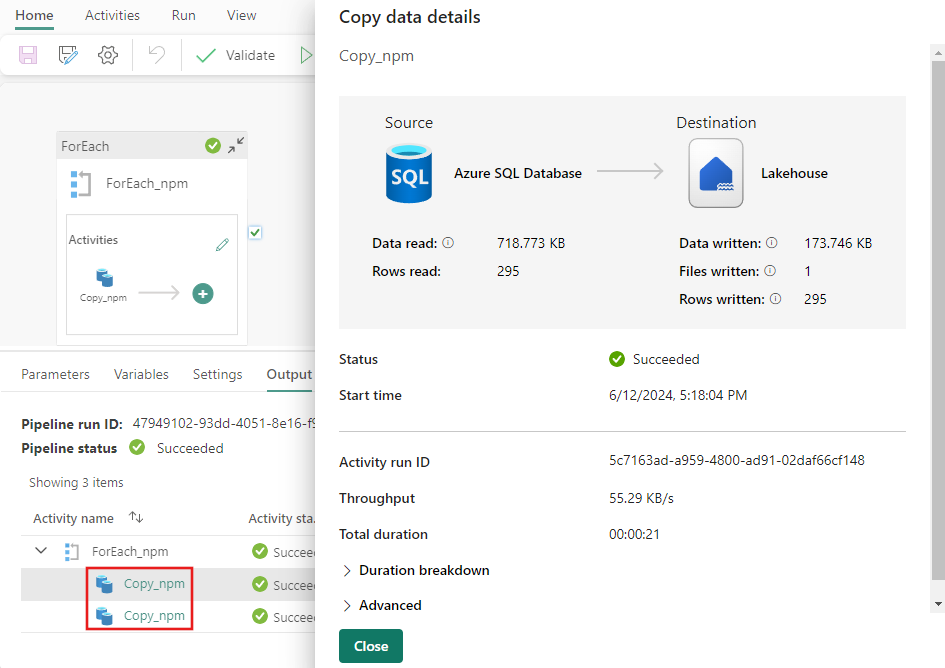 Home Activities Run View
Validate
ForEach
ForEach_npm
Activities
Copy_npm
Parameters Variables Settings Output
Pipeline run ID: 47949102-93dd-4051-8e16-f9
Pipeline status Succeeded
Showing 3 items
Activity name Activity sta
ForEach_npm Succee
Copy_npm Succee
Copy_npm Succee
Copy data details
Copy_npm
Source Destination
SQL Azure SQL Database Lakehouse
Data read: 718.773 KB Data written: 173.746 KB
Rows read: 295 Files written: 1
Rows written: 295
Status Succeeded
Start time 6/12/2024, 5:18:04 PM
Activity run ID 5c7163ad-a959-4800-ad91-02daf66cf148
Throughput 55.29 KB/s
Total duration 00:00:21
Duration breakdown
Advanced
Close